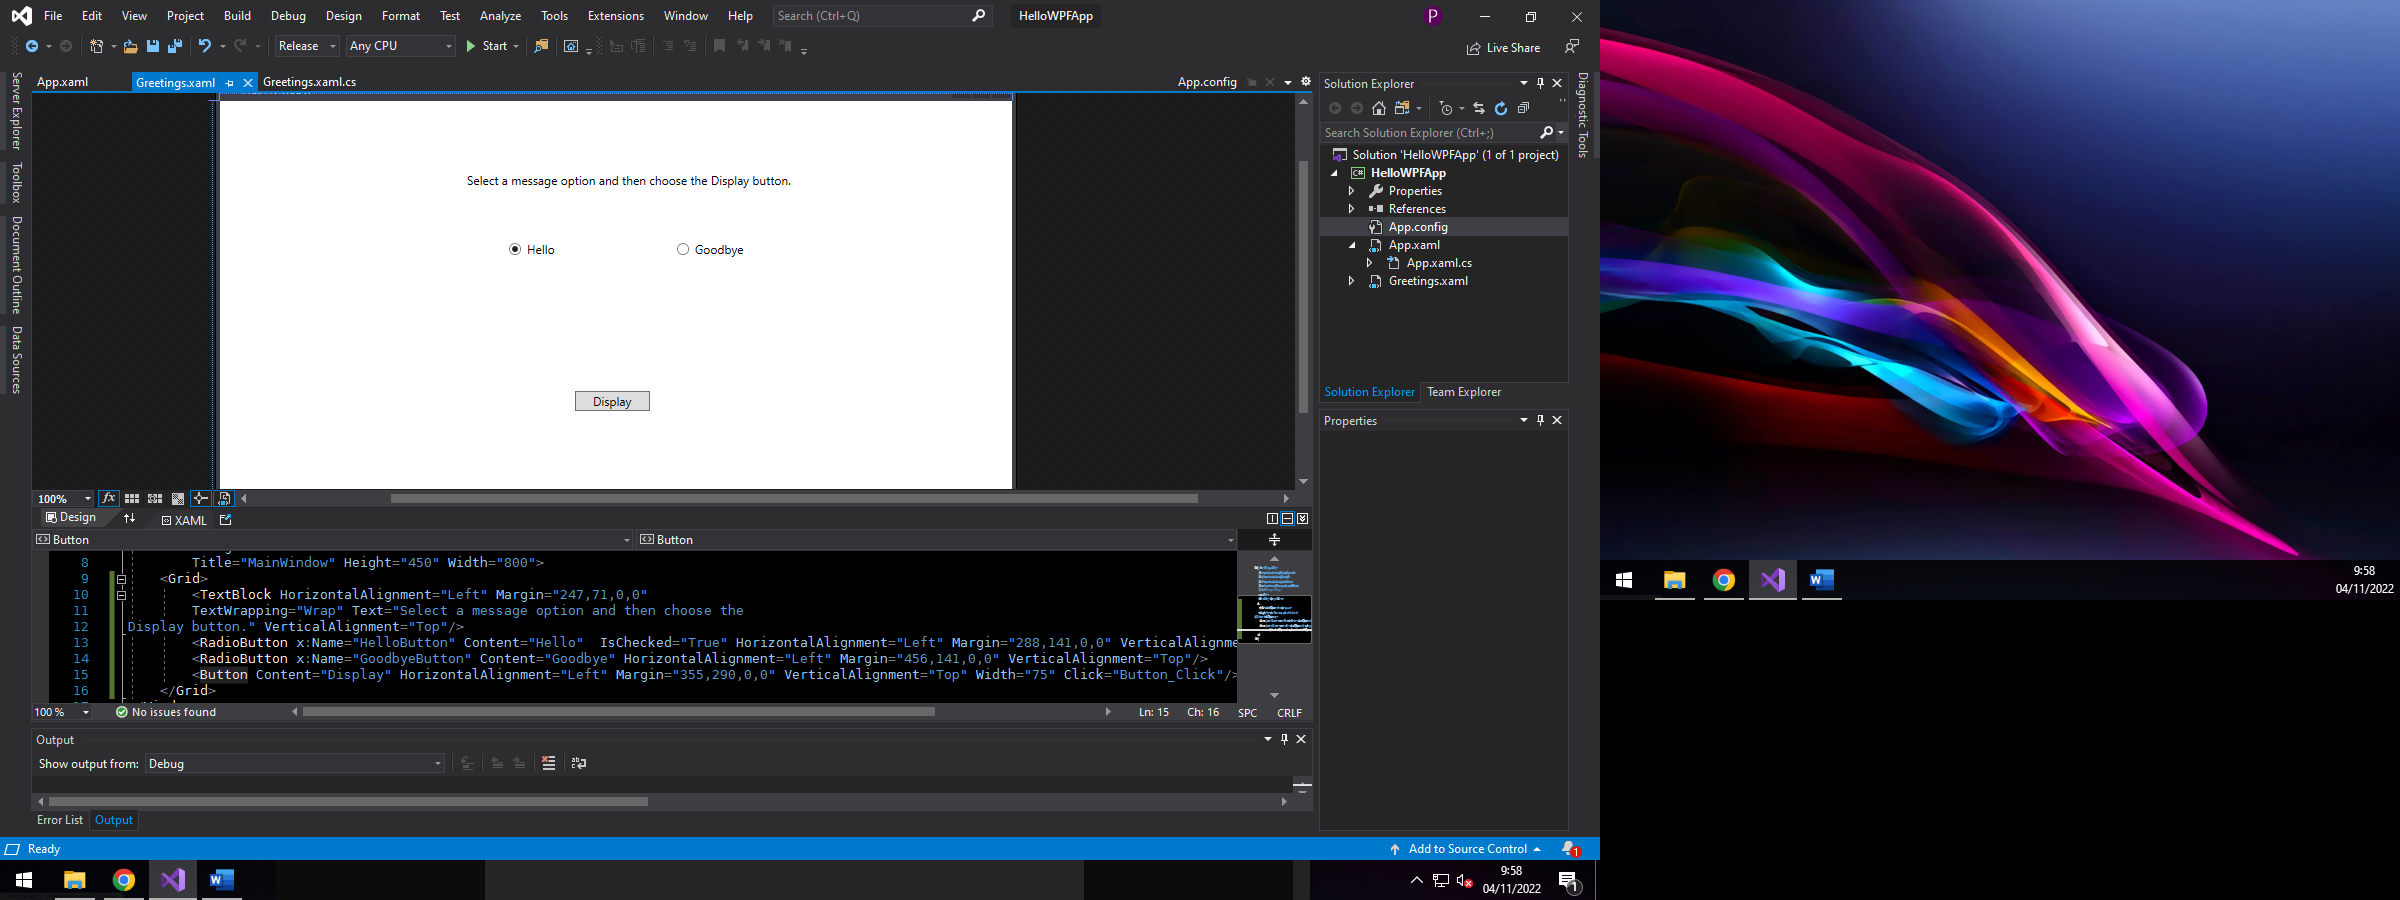 File Edit View Project Build Debug Design Format Test Analyze Tools Extensions Window Help Search (Ctrl+Q) HelloWPFApp P
Release Any CPU Start Live Share
App.xaml Greetings.xaml Greetings.xaml.cs App.config
Server Explorer
Toolbox
Document Outline
Data Sources
Select a message option and then choose the Display button.
Hello Goodbye
Display
100% fx
Design XAML
Button Button
8 Title="MainWindow" Height="450" Width="800">
9 <Grid>
10 <TextBlock HorizontalAlignment="Left" Margin="247,71,0,0"
11 TextWrapping="Wrap" Text="Select a message option and then choose the
12 Display button." VerticalAlignment="Top"/>
13 <RadioButton x:Name="HelloButton" Content="Hello"  IsChecked="True" HorizontalAlignment="Left" Margin="288,141,0,0" VerticalAlignme
14 <RadioButton x:Name="GoodbyeButton" Content="Goodbye" HorizontalAlignment="Left" Margin="456,141,0,0" VerticalAlignment="Top"/>
15 <Button Content="Display" HorizontalAlignment="Left" Margin="355,290,0,0" VerticalAlignment="Top" Width="75" Click="Button_Click"/>
16 </Grid>
100 % No issues found Ln: 15 Ch: 16 SPC CRLF
Output
Show output from: Debug
Error List Output
Ready Add to Source Control 1
Solution Explorer
Search Solution Explorer (Ctrl+;)
Solution 'HelloWPFApp' (1 of 1 project)
C# HelloWPFApp
Properties
References
App.config
App.xaml
App.xaml.cs
Greetings.xaml
Solution Explorer Team Explorer
Properties
Diagnostic Tools
9:58
04/11/2022
1
9:58
04/11/2022